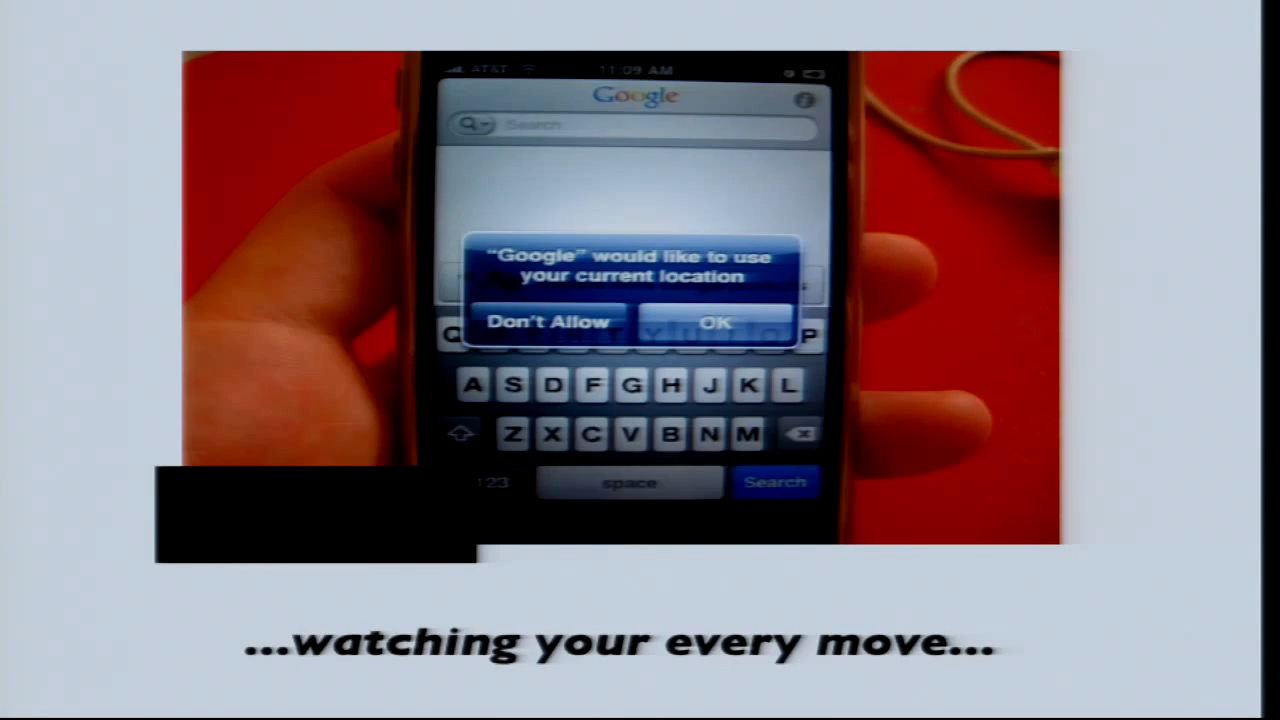 AT&T 11:09 AM
Google
Search
"Google" would like to use
your current location
Don't Allow OK
Q T Y U I O P
A S D F G H J K L
Z X C V B N M
123 space Search
...watching your every move...